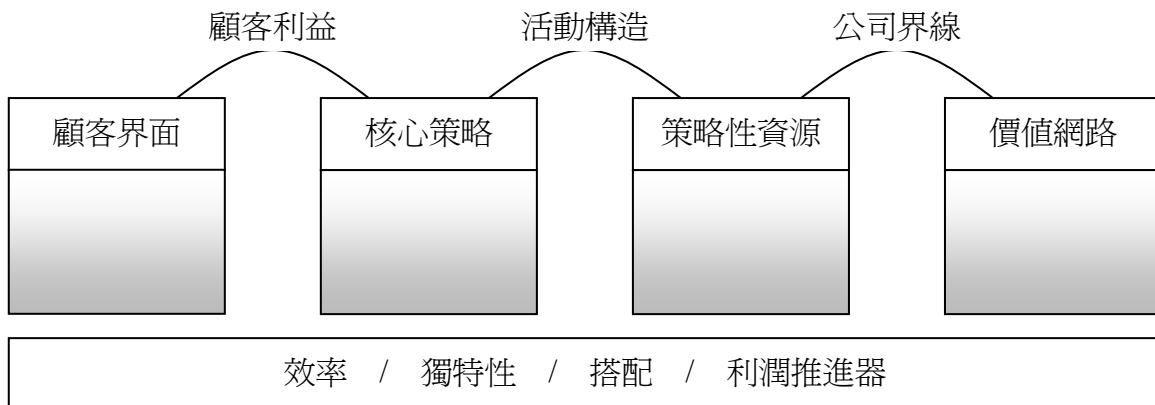 顧客利益 活動構造 公司界線
顧客界面 核心策略 策略性資源 價值網路
效率 / 獨特性 / 搭配 / 利潤推進器